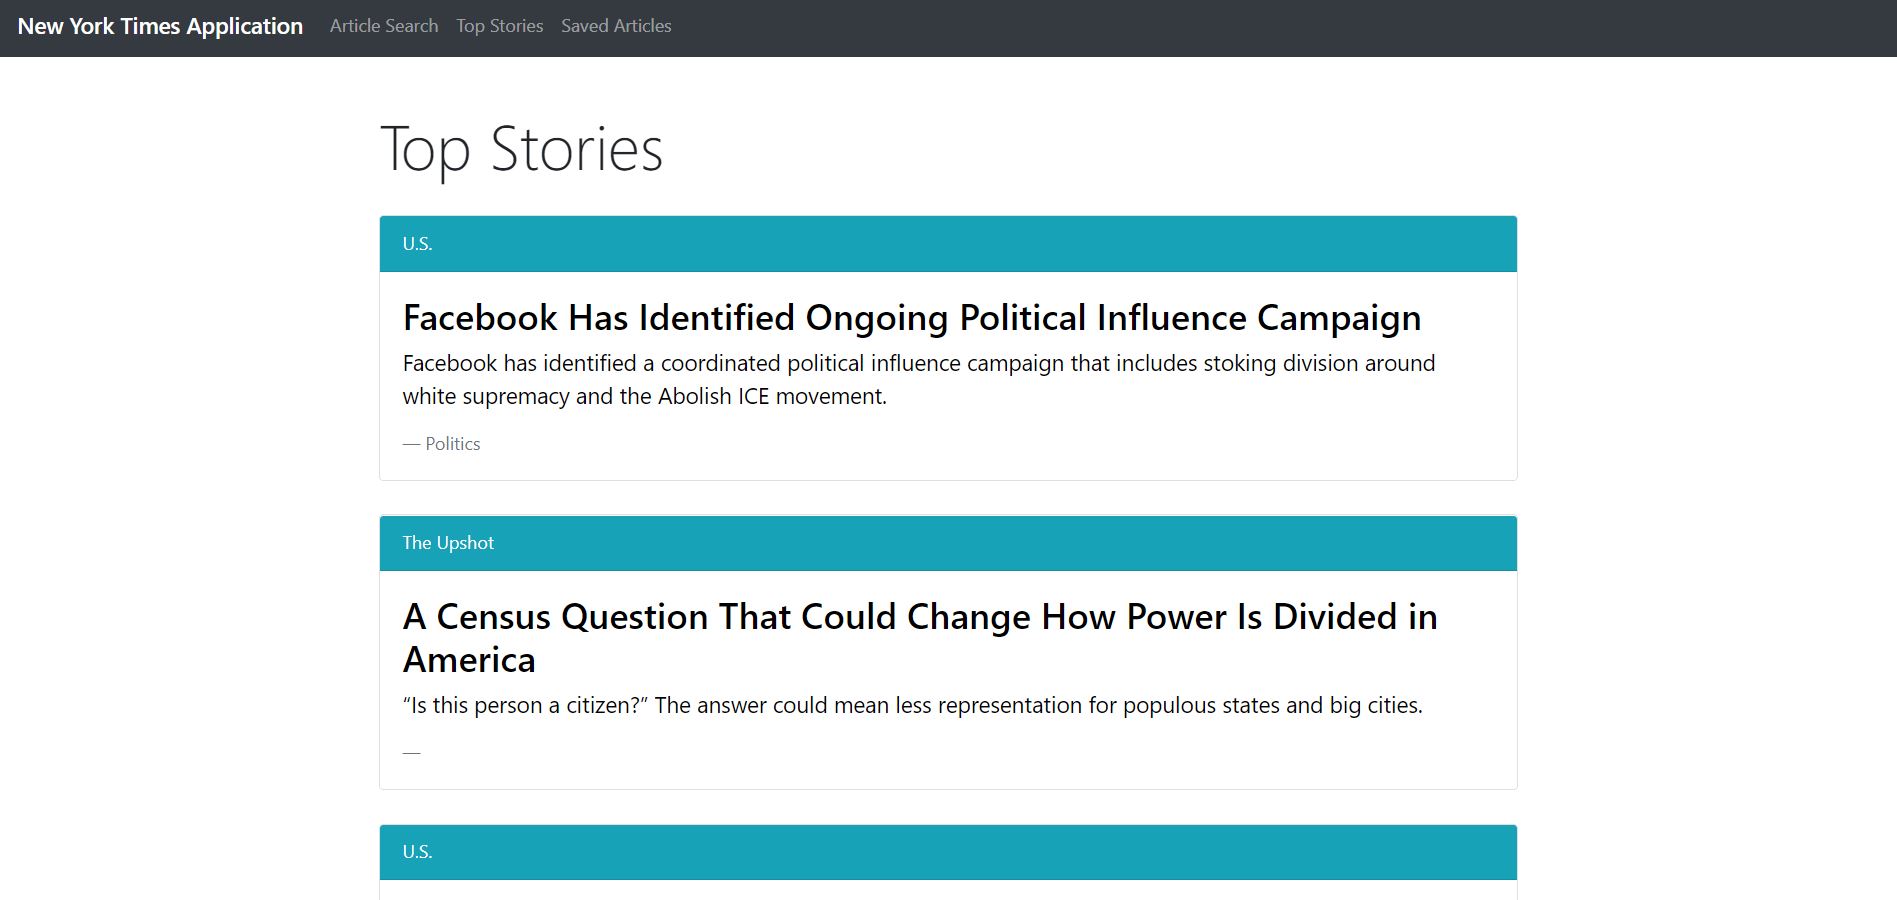 New York Times Application Article Search Top Stories Saved Articles
Top Stories
U.S.
Facebook Has Identified Ongoing Political Influence Campaign
Facebook has identified a coordinated political influence campaign that includes stoking division around
white supremacy and the Abolish ICE movement.
— Politics
The Upshot
A Census Question That Could Change How Power Is Divided in
America
“Is this person a citizen?” The answer could mean less representation for populous states and big cities.
—
U.S.